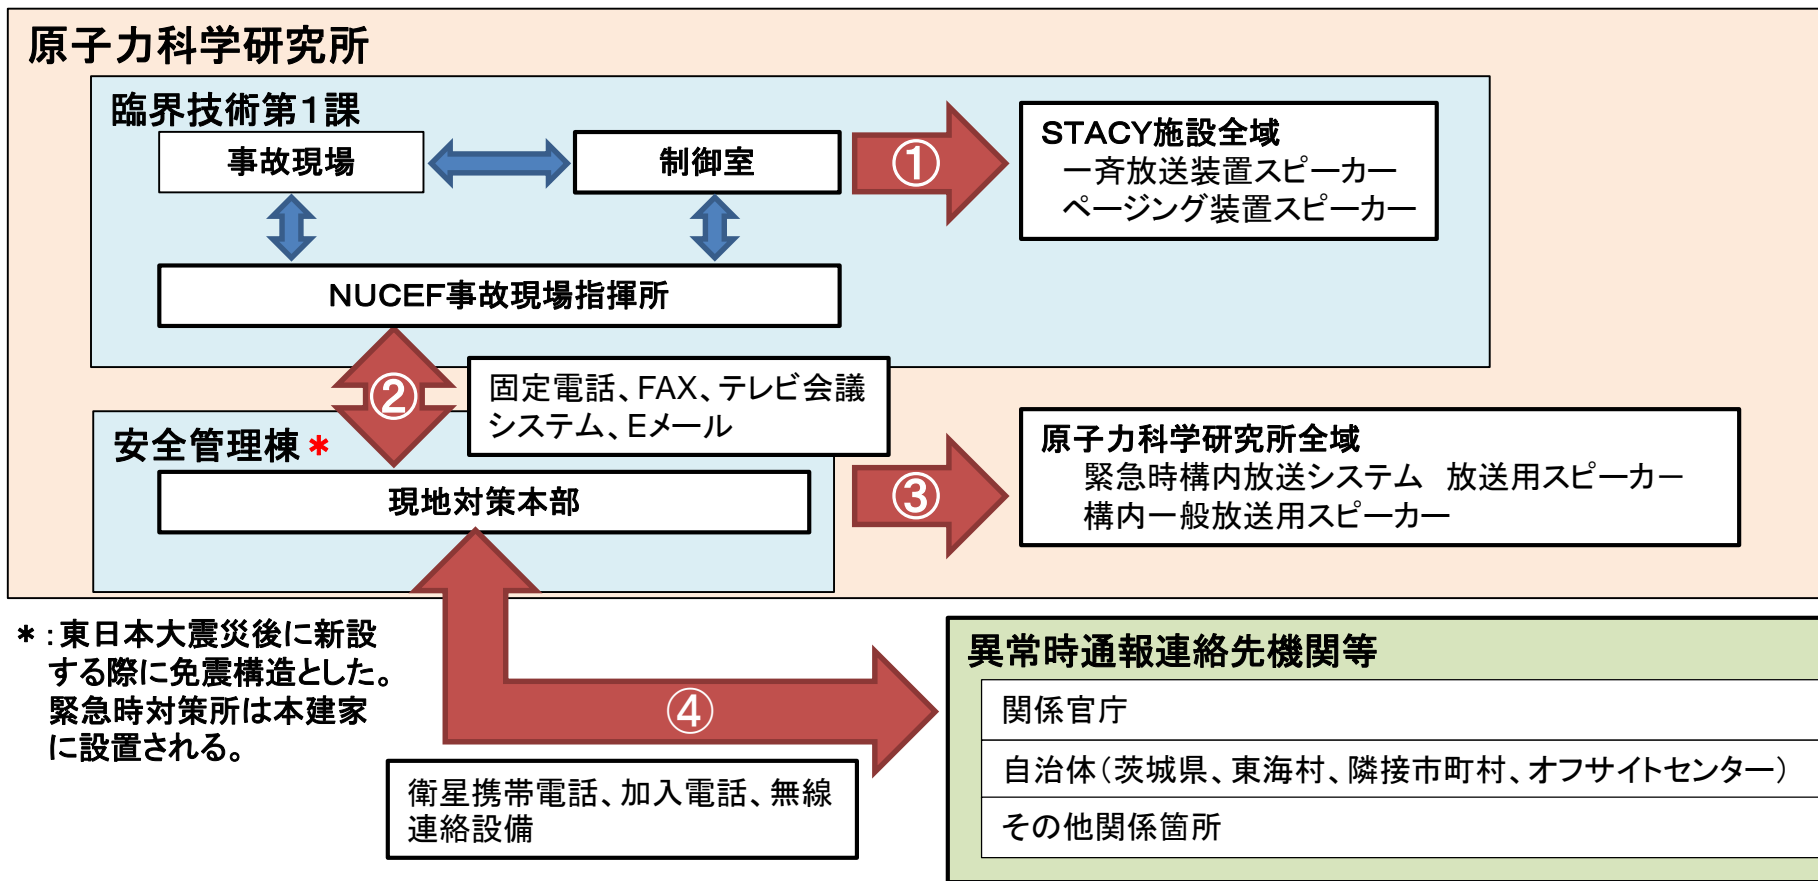 原子力科学研究所
臨界技術第１課
事故現場
制御室
①
STACY施設全域
一斉放送装置スピーカー
ページング装置スピーカー
NUCEF事故現場指揮所
②
固定電話、FAX、テレビ会議
システム、Eメール
安全管理棟*
現地対策本部
③
原子力科学研究所全域
緊急時構内放送システム　放送用スピーカー
構内一般放送用スピーカー
*：東日本大震災後に新設
する際に免震構造とした。
緊急時対策所は本建家
に設置される。
④
衛星携帯電話、加入電話、無線
連絡設備
異常時通報連絡先機関等
関係官庁
自治体（茨城県、東海村、隣接市町村、オフサイトセンター）
その他関係箇所